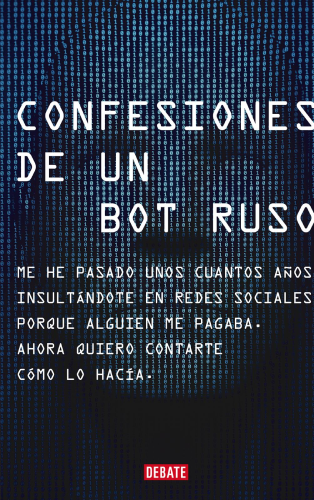 CONFESIONES
DE UN
BOT RUSO
ME HE PASADO UNOS CUANTOS AÑOS
INSULTÁNDOTE EN REDES SOCIALES
PORQUE ALGUIEN ME PAGABA.
AHORA QUIERO CONTARTE
CÓMO LO HACÍA.
DEBATE